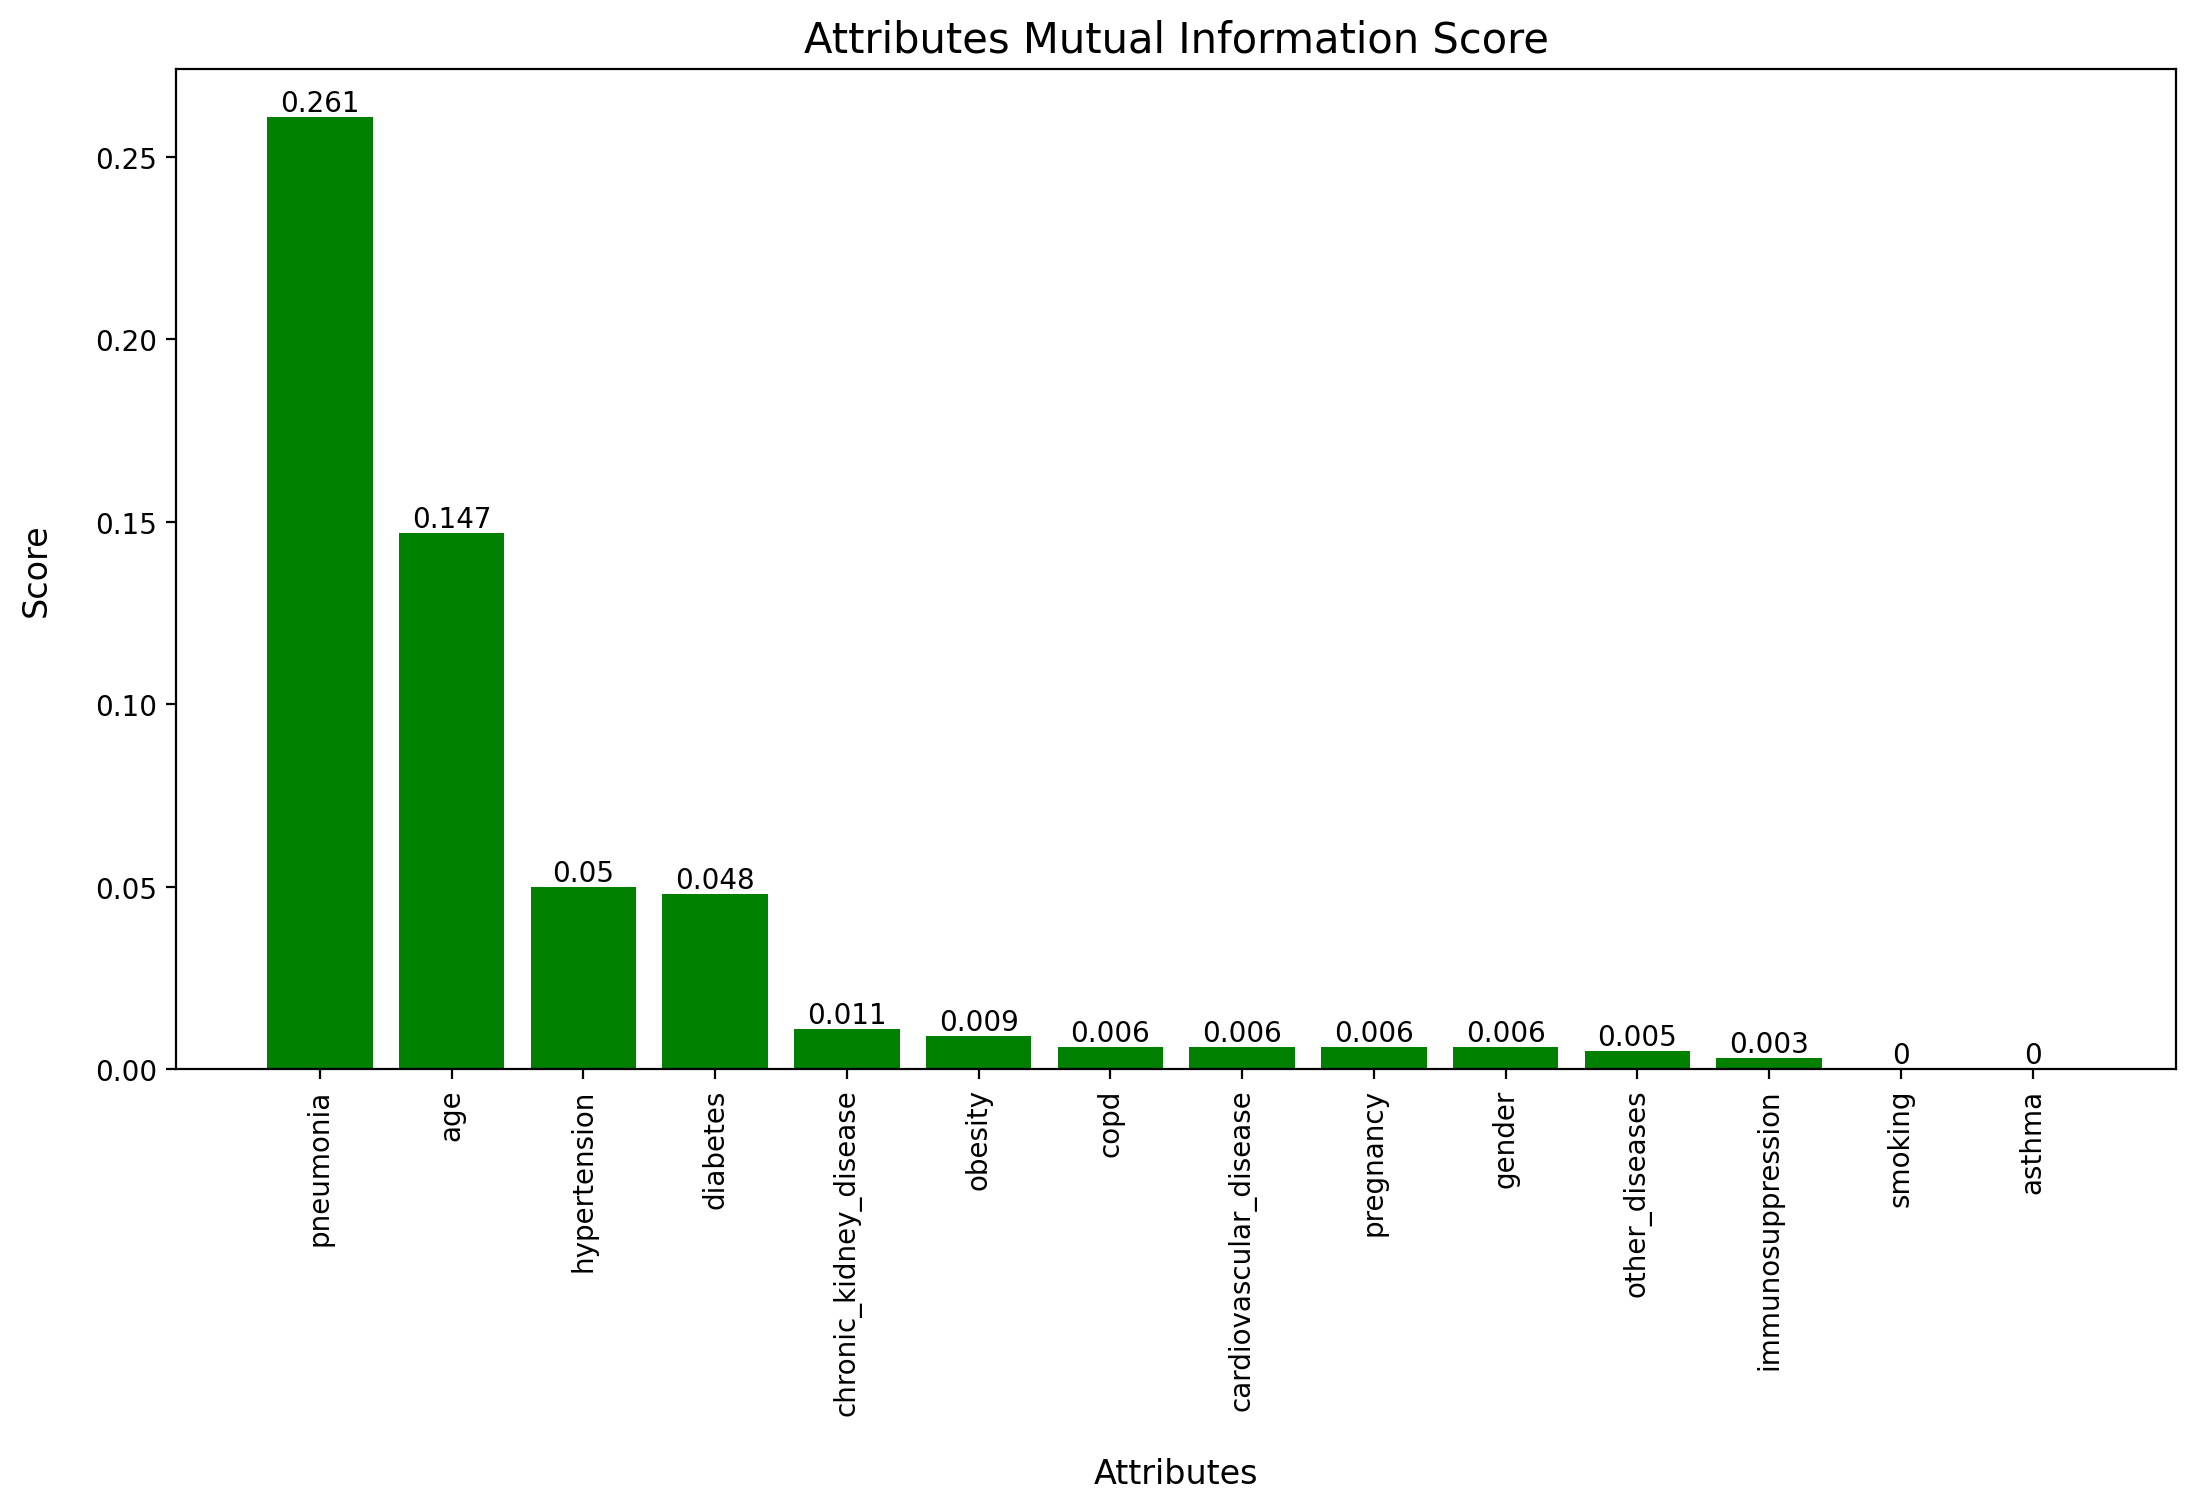 Attributes Mutual Information Score
Score
0.25
0.20
0.15
0.10
0.05
0.00
0.261
0.147
0.05
0.048
0.011
0.009
0.006
0.006
0.006
0.006
0.005
0.003
0
0
pneumonia
age
hypertension
diabetes
chronic_kidney_disease
obesity
copd
cardiovascular_disease
pregnancy
gender
other_diseases
immunosuppression
smoking
asthma
Attributes